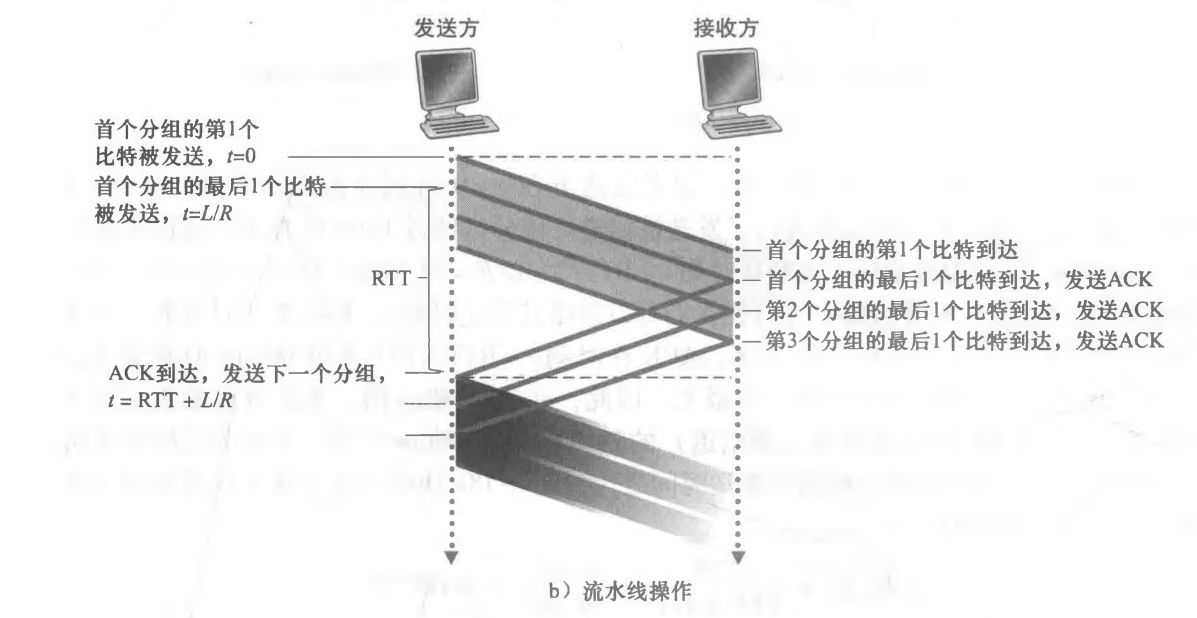 发送方
接收方
首个分组的第1个
比特被发送，t=0
首个分组的最后1个比特
被发送，t=L/R
首个分组的第1个比特到达
首个分组的最后1个比特到达，发送ACK
RTT
第2个分组的最后1个比特到达，发送ACK
第3个分组的最后1个比特到达，发送ACK
ACK到达，发送下一个分组，
t = RTT + L/R
b）流水线操作